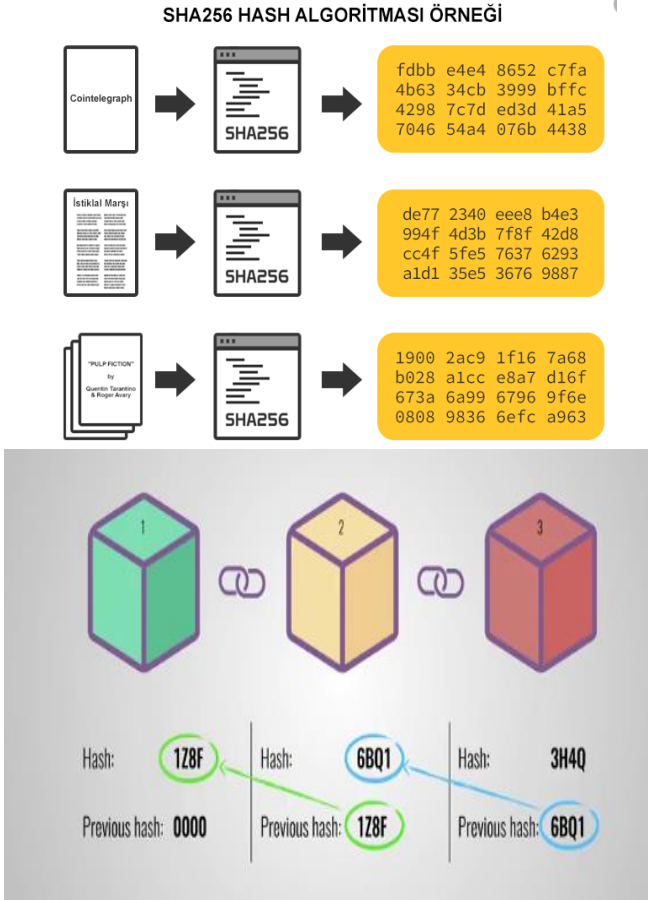 SHA256 HASH ALGORİTMASI ÖRNEĞİ
Cointelegraph
SHA256
fdbb e4e4 8652 c7fa
4b63 34cb 3999 bffc
4298 7c7d ed3d 41a5
7046 54a4 076b 4438
İstiklal Marşı
SHA256
de77 2340 eee8 b4e3
994f 4d3b 7f8f 42d8
cc4f 5fe5 7637 6293
a1d1 35e5 3676 9887
"PULP FICTION"
by
Quentin Tarantino
& Roger Avary
SHA256
1900 2ac9 1f16 7a68
b028 a1cc e8a7 d16f
673a 6a99 6796 9f6e
0808 9836 6efc a963
1
2
3
Hash: 1Z8F
Previous hash: 0000
Hash: 6BQ1
Previous hash: 1Z8F
Hash: 3H4Q
Previous hash: 6BQ1